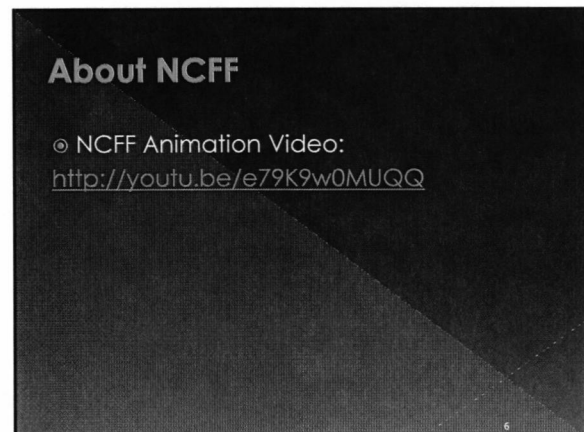 About NCFF
◉ NCFF Animation Video:
http://youtu.be/e79K9w0MUQQ
6